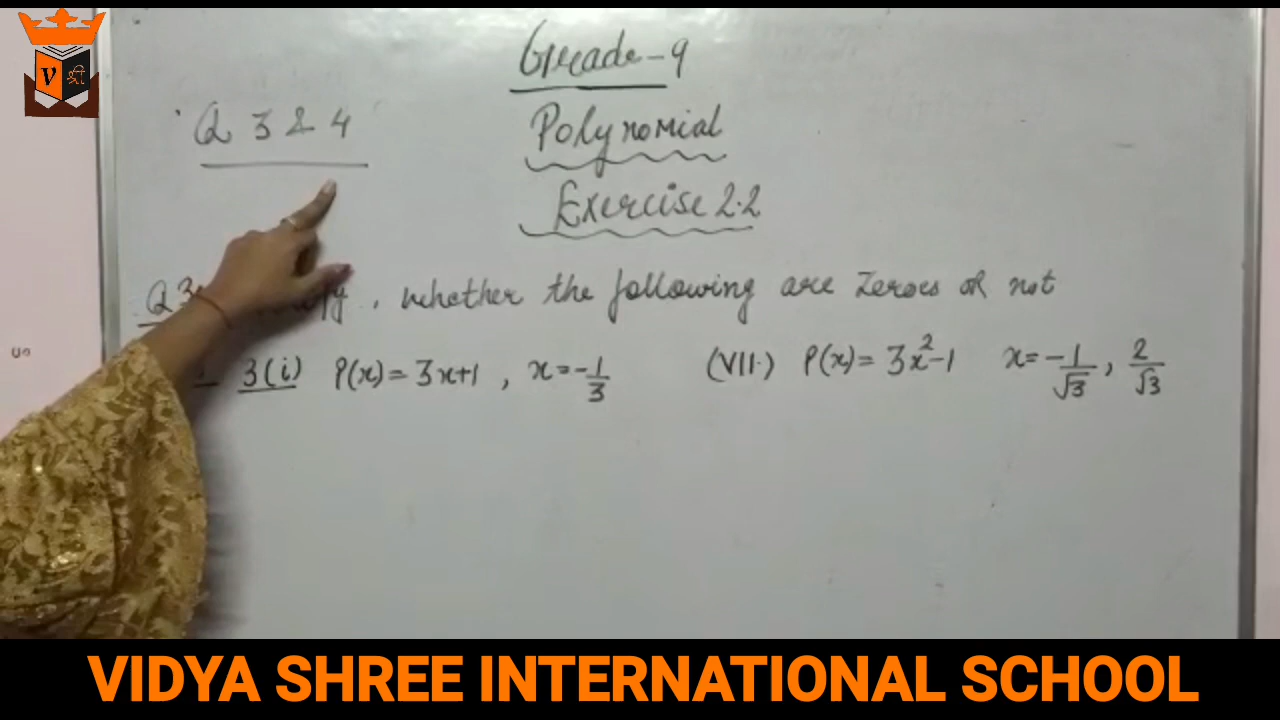 V श्री
Grade-9
Q 3 & 4
Polynomial
Exercise 2.2
Q3 whether the following are zeroes or not
3(i) P(x) = 3x+1 , x = -1/3 (VII.) P(x) = 3x²-1 x = -1/√3 , 2/√3
VIDYA SHREE INTERNATIONAL SCHOOL